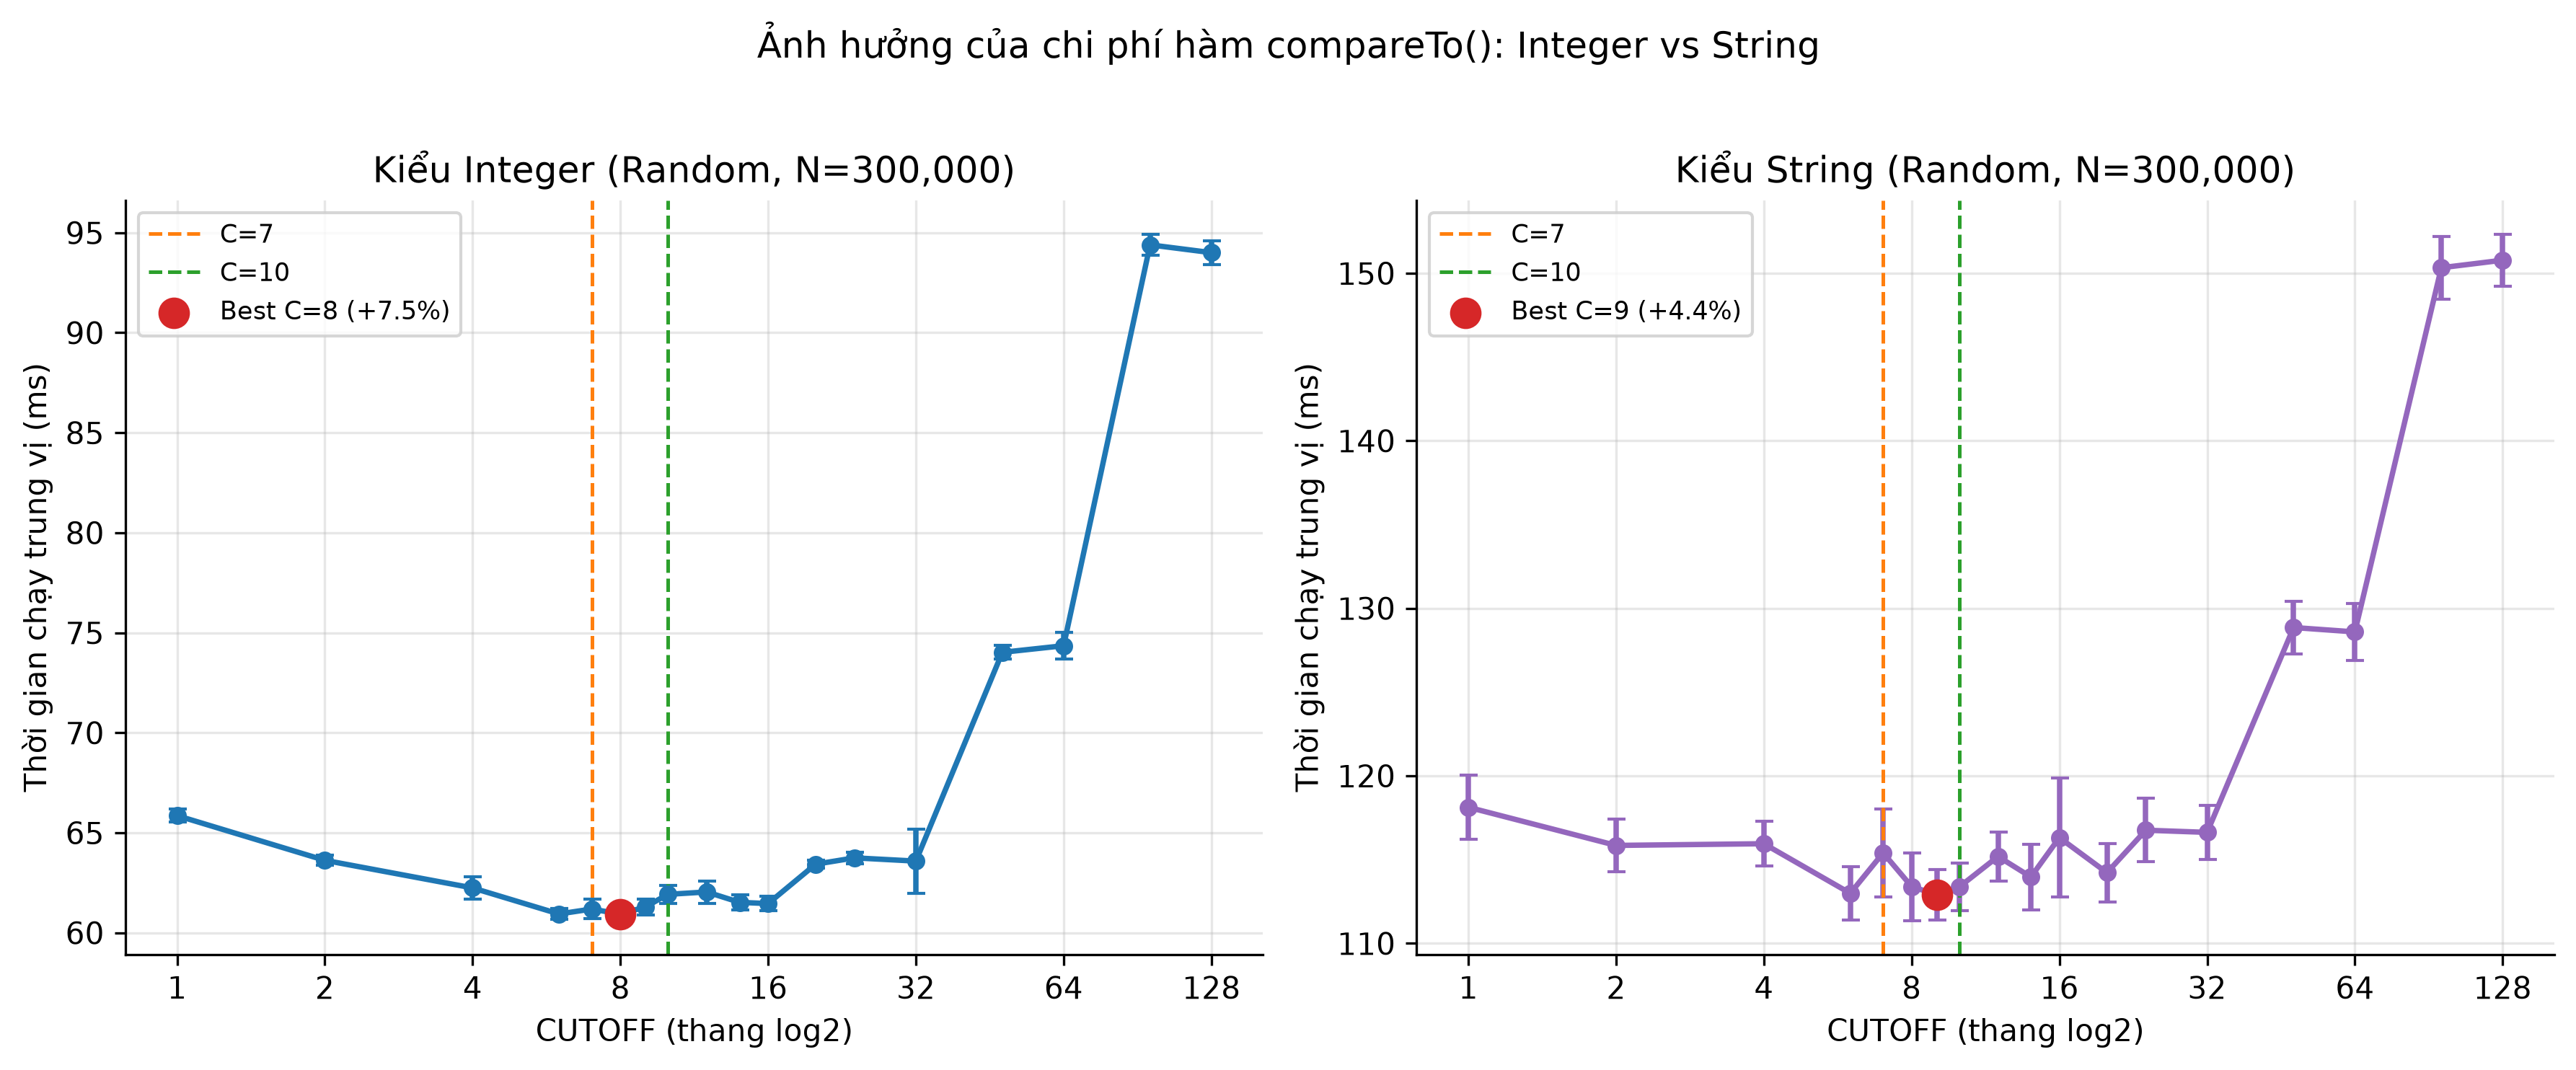 Ảnh hưởng của chi phí hàm compareTo(): Integer vs String
Kiểu Integer (Random, N=300,000)
C=7
C=10
Best C=8 (+7.5%)
Thời gian chạy trung vị (ms)
95
90
85
80
75
70
65
60
1 2 4 8 16 32 64 128
CUTOFF (thang log2)
Kiểu String (Random, N=300,000)
C=7
C=10
Best C=9 (+4.4%)
Thời gian chạy trung vị (ms)
150
140
130
120
110
1 2 4 8 16 32 64 128
CUTOFF (thang log2)